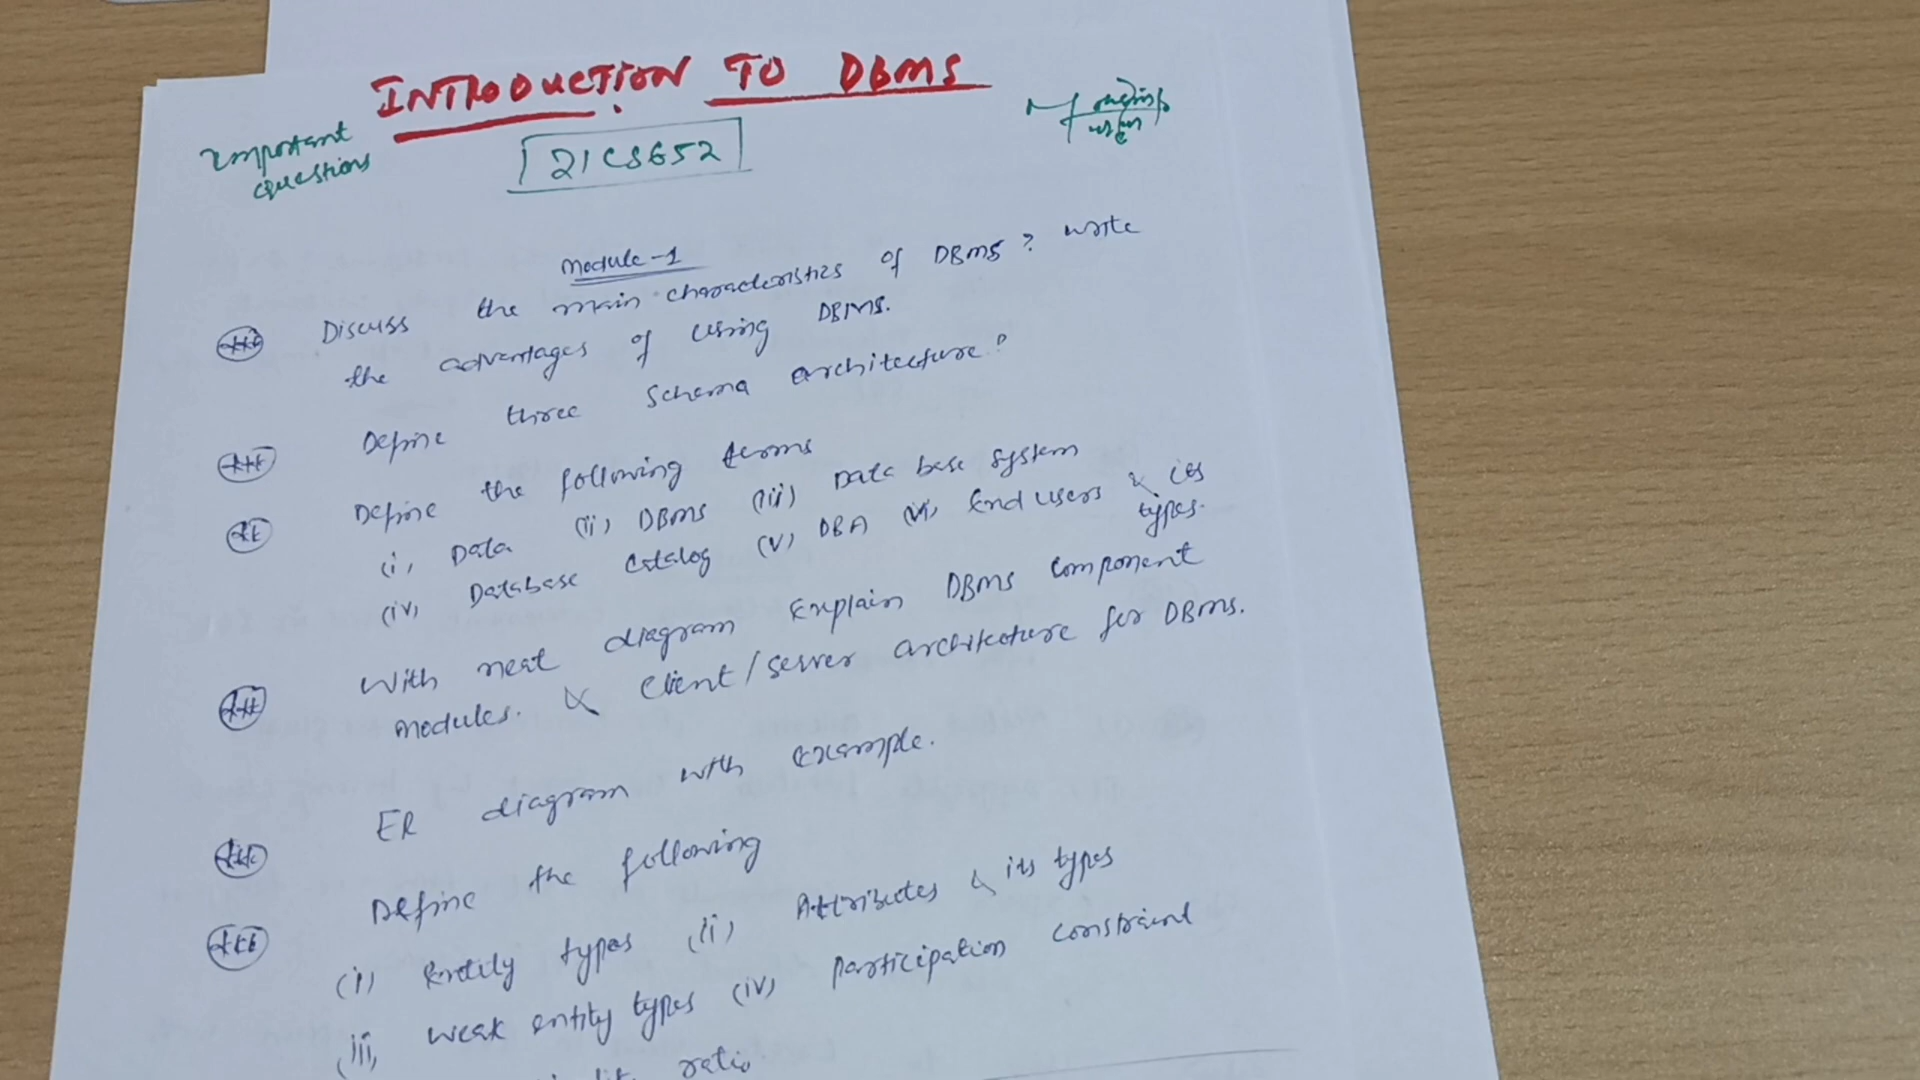 INTRODUCTION TO DBMS
Important
questions
21CS652
Module-1
Discuss the main characteristics of DBMS? write
the advantages of using DBMS.
Define three schema architecture?
Define the following terms
(i) Data (ii) DBMS (iii) Data base system
(iv) Database catalog (v) DBA (vi) End users & its
types.
With neat diagram Explain DBMS component
modules. & client/server architecture for DBMS.
ER diagram with example.
Define the following
(i) Entity types (ii) Attributes & its types
(iii) weak entity types (iv) participation constraint
ratio